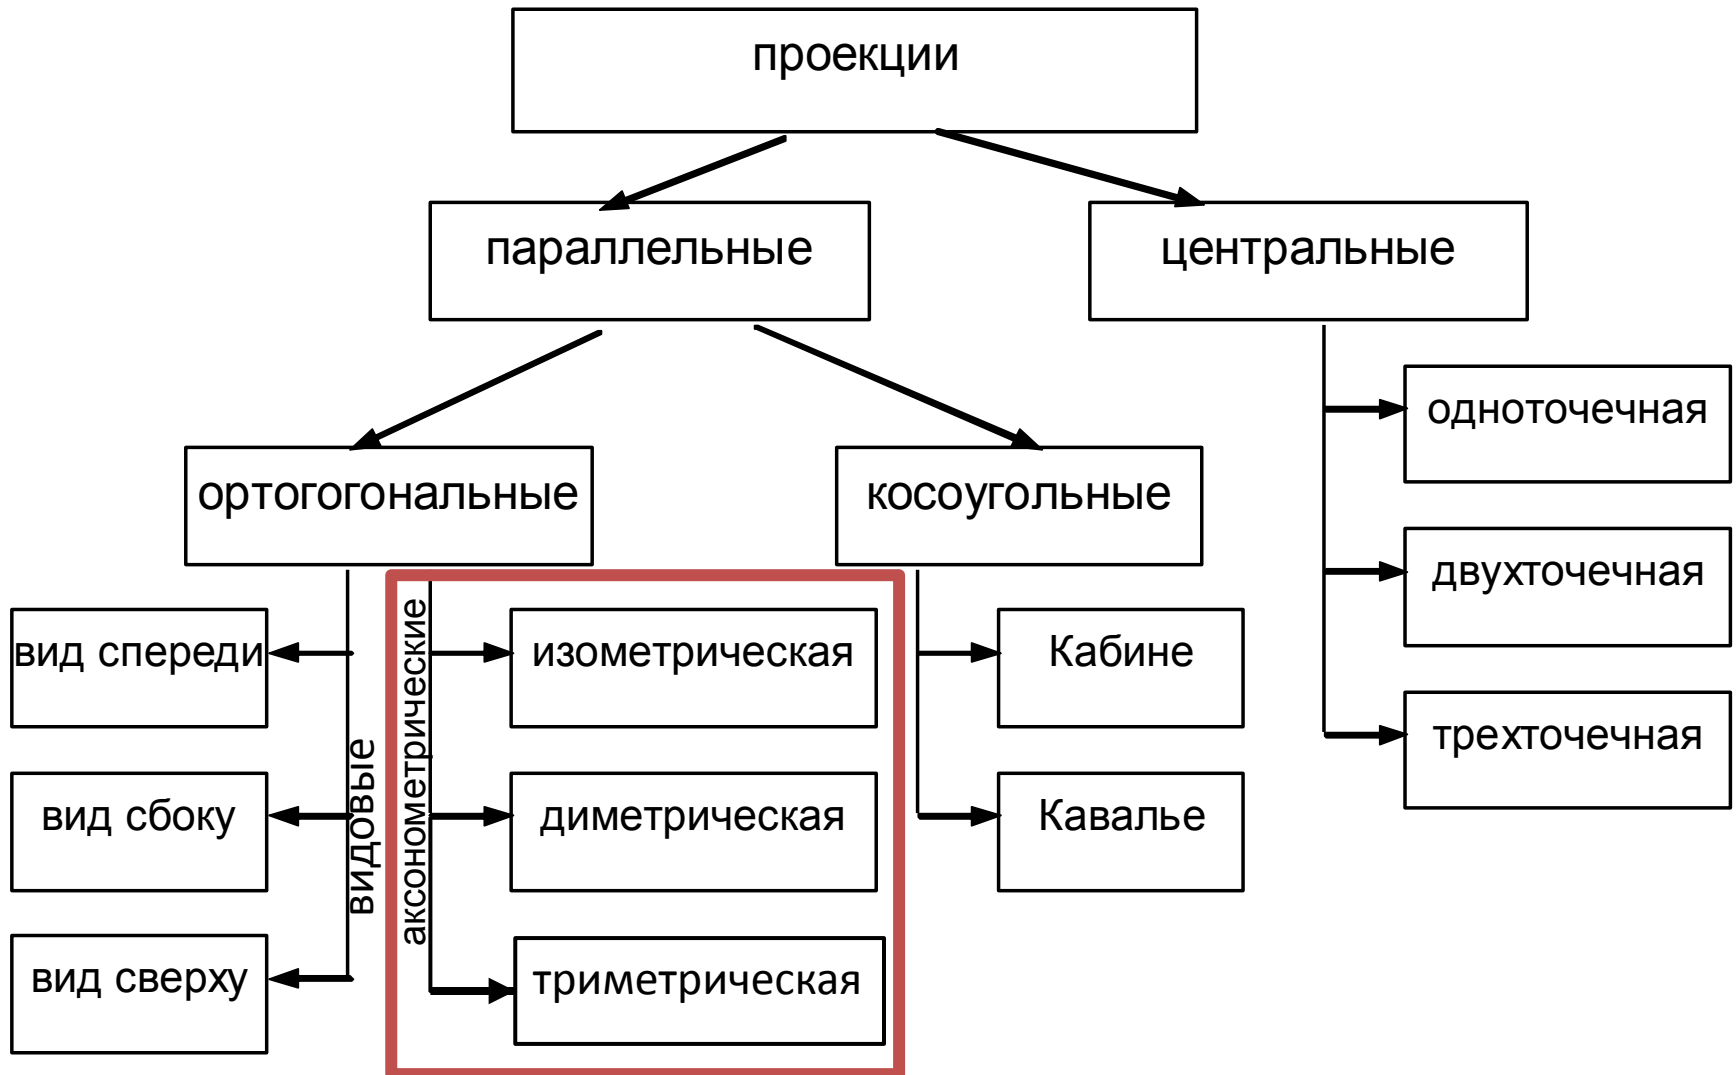 проекции
параллельные
центральные
одноточечная
ортогогональные
косоугольные
двухточечная
вид спереди
аксонометрические
изометрическая
Кабине
трехточечная
видовые
вид сбоку
диметрическая
Кавалье
вид сверху
триметрическая